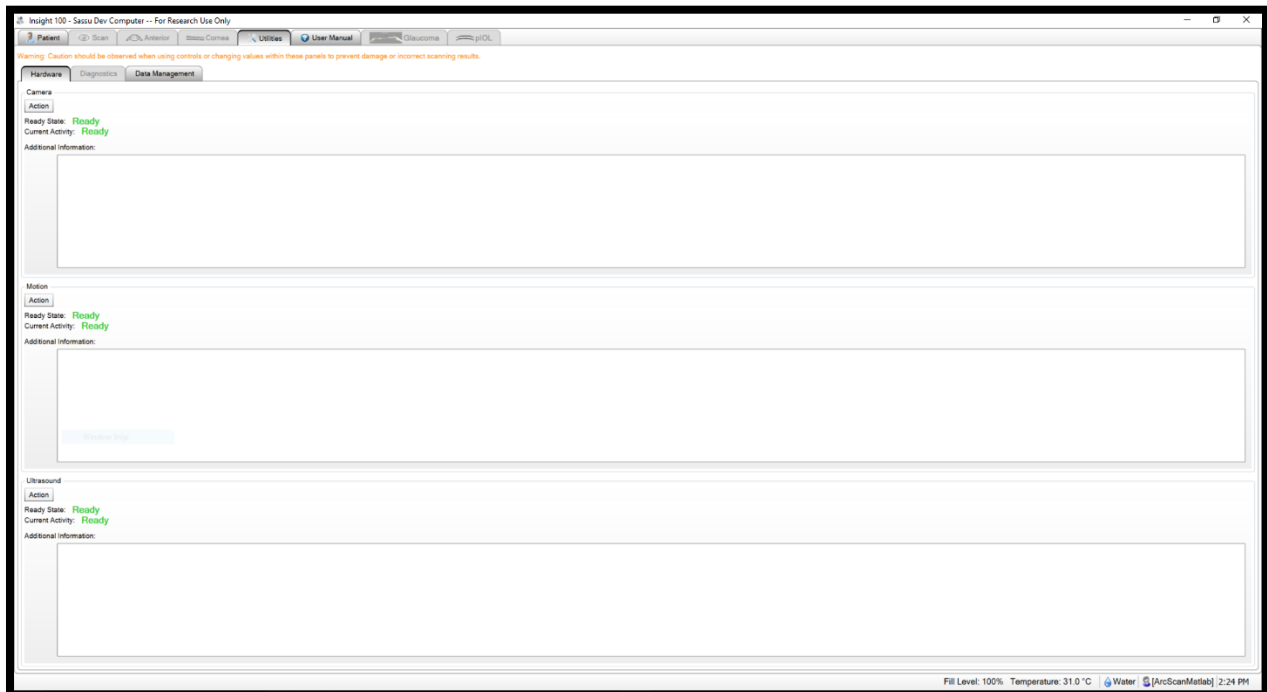 Insight 100 - Sassu Dev Computer -- For Research Use Only
Patient Scan Anterior Cornea Utilities User Manual Glaucoma pIOL
Warning: Caution should be observed when using controls or changing values within these panels to prevent damage or incorrect scanning results.
Hardware Diagnostics Data Management
Camera
Action
Ready State: Ready
Current Activity: Ready
Additional Information:
Motion
Action
Ready State: Ready
Current Activity: Ready
Additional Information:
Window Snip
Ultrasound
Action
Ready State: Ready
Current Activity: Ready
Additional Information:
Fill Level: 100% Temperature: 31.0 °C Water [ArcScanMatlab] 2:24 PM